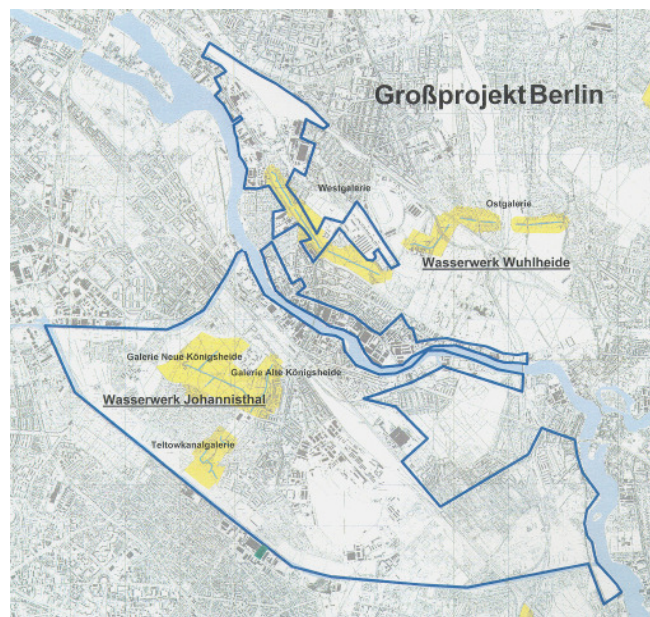 Großprojekt Berlin
Westgalerie
Ostgalerie
Wasserwerk Wuhlheide
Galerie Neue Königsheide
Galerie Alte Königsheide
Wasserwerk Johannisthal
Teltowkanalgalerie